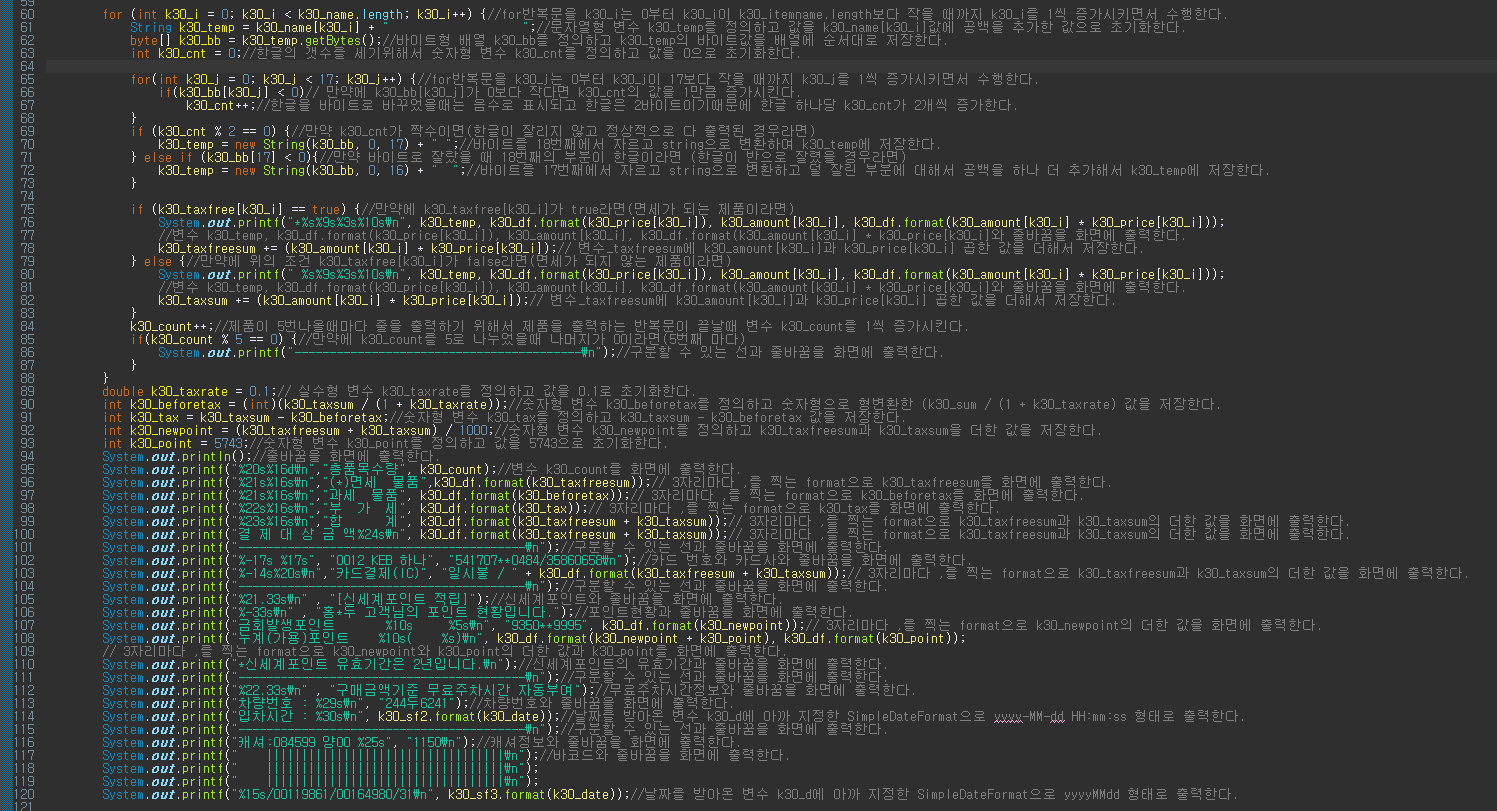 59
60 for (int k30_i = 0; k30_i < k30_name.length; k30_i++) {//for반복문을 k30_i는 0부터 k30_i이 k30_itemname.length보다 작을 때까지 k30_i를 1씩 증가시키면서 수행한다.
61 String k30_temp = k30_name[k30_i] + "                    ";//문자열형 변수 k30_temp를 정의하고 값을 k30_name[k30_i]값에 공백을 추가한 값으로 초기화한다.
62 byte[] k30_bb = k30_temp.getBytes();//바이트형 배열 k30_bb를 정의하고 k30_temp의 바이트값을 배열에 순서대로 저장한다.
63 int k30_cnt = 0;//한글의 갯수를 세기위해서 숫자형 변수 k30_cnt를 정의하고 값을 0으로 초기화한다.
64
65 for(int k30_j = 0; k30_j < 17; k30_j++) {//for반복문을 k30_j는 0부터 k30_j이 17보다 작을 때까지 k30_j를 1씩 증가시키면서 수행한다.
66 if(k30_bb[k30_j] < 0)// 만약에 k30_bb[k30_j]가 0보다 작다면 k30_cnt의 값을 1만큼 증가시킨다.
67 k30_cnt++;//한글을 바이트로 바꾸었을때는 음수로 표시되고 한글은 2바이트이기때문에 한글 하나당 k30_cnt가 2개씩 증가한다.
68 }
69 if (k30_cnt % 2 == 0) {//만약 k30_cnt가 짝수이면(한글이 잘리지 않고 정상적으로 다 출력된 경우라면)
70 k30_temp = new String(k30_bb, 0, 17) + " ";//바이트를 18번째에서 자르고 string으로 변환하여 k30_temp에 저장한다.
71 } else if (k30_bb[17] < 0){//만약 바이트로 잘랐을 때 18번째의 부분이 한글이라면 (한글이 반으로 잘렸을 경우라면)
72 k30_temp = new String(k30_bb, 0, 16) + "  ";//바이트를 17번째에서 자르고 string으로 변환하고 덜 잘린 부분에 대해서 공백을 하나 더 추가해서 k30_temp에 저장한다.
73 }
74
75 if (k30_taxfree[k30_i] == true) {//만약에 k30_taxfree[k30_i]가 true라면(면세가 되는 제품이라면)
76 System.out.printf("*%s%9s%3s%10s\n", k30_temp, k30_df.format(k30_price[k30_i]), k30_amount[k30_i], k30_df.format(k30_amount[k30_i] * k30_price[k30_i]));
77 //변수 k30_temp, k30_df.format(k30_price[k30_i]), k30_amount[k30_i], k30_df.format(k30_amount[k30_i] * k30_price[k30_i]와 줄바꿈을 화면에 출력한다.
78 k30_taxfreesum += (k30_amount[k30_i] * k30_price[k30_i]);// 변수_taxfreesum에 k30_amount[k30_i]과 k30_price[k30_i] 곱한 값을 더해서 저장한다.
79 } else {//만약에 위의 조건 k30_taxfree[k30_i]가 false라면(면세가 되지 않는 제품이라면)
80 System.out.printf(" %s%9s%3s%10s\n", k30_temp, k30_df.format(k30_price[k30_i]), k30_amount[k30_i], k30_df.format(k30_amount[k30_i] * k30_price[k30_i]));
81 //변수 k30_temp, k30_df.format(k30_price[k30_i]), k30_amount[k30_i], k30_df.format(k30_amount[k30_i] * k30_price[k30_i]와 줄바꿈을 화면에 출력한다.
82 k30_taxsum += (k30_amount[k30_i] * k30_price[k30_i]);// 변수_taxfreesum에 k30_amount[k30_i]과 k30_price[k30_i] 곱한 값을 더해서 저장한다.
83 }
84 k30_count++;//제품이 5번나올때마다 줄을 출력하기 위해서 제품을 출력하는 반복문이 끝날때 변수 k30_count를 1씩 증가시킨다.
85 if(k30_count % 5 == 0) {//만약에 k30_count를 5로 나누었을때 나머지가 0이라면(5번째 마다)
86 System.out.printf("----------------------------------------\n");//구분할 수 있는 선과 줄바꿈을 화면에 출력한다.
87 }
88 }
89 double k30_taxrate = 0.1;// 실수형 변수 k30_taxrate를 정의하고 값을 0.1로 초기화한다.
90 int k30_beforetax = (int)(k30_taxsum / (1 + k30_taxrate));//숫자형 변수 k30_beforetax를 정의하고 숫자형으로 형변환한 (k30_sum / (1 + k30_taxrate) 값을 저장한다.
91 int k30_tax = k30_taxsum - k30_beforetax;//숫자형 변수 k30_tax를 정의하고 k30_taxsum - k30_beforetax 값을 저장한다.
92 int k30_newpoint = (k30_taxfreesum + k30_taxsum) / 1000;//숫자형 변수 k30_newpoint를 정의하고 k30_taxfreesum과 k30_taxsum을 더한 값을 저장한다.
93 int k30_point = 5743;//숫자형 변수 k30_point를 정의하고 값을 5743으로 초기화한다.
94 System.out.println();//줄바꿈을 화면에 출력한다.
95 System.out.printf("%20s%16d\n","총품목수량", k30_count);//변수 k30_count를 화면에 출력한다.
96 System.out.printf("%21s%16s\n","(*)면세  물품",k30_df.format(k30_taxfreesum));// 3자리마다 ,를 찍는 format으로 k30_taxfreesum를 화면에 출력한다.
97 System.out.printf("%21s%16s\n","과세  물품", k30_df.format(k30_beforetax));// 3자리마다 ,를 찍는 format으로 k30_beforetax를 화면에 출력한다.
98 System.out.printf("%22s%16s\n","부  가  세", k30_df.format(k30_tax));// 3자리마다 ,를 찍는 format으로 k30_tax를 화면에 출력한다.
99 System.out.printf("%23s%16s\n","합      계", k30_df.format(k30_taxfreesum + k30_taxsum));// 3자리마다 ,를 찍는 format으로 k30_taxfreesum과 k30_taxsum의 더한 값을 화면에 출력한다.
100 System.out.printf("결 제 대 상 금 액%24s\n", k30_df.format(k30_taxfreesum + k30_taxsum));// 3자리마다 ,를 찍는 format으로 k30_taxfreesum과 k30_taxsum의 더한 값을 화면에 출력한다.
101 System.out.printf("----------------------------------------\n");//구분할 수 있는 선과 줄바꿈을 화면에 출력한다.
102 System.out.printf("%-17s %17s", "0012 KEB 하나", "541707**0484/35860658\n");//카드 번호와 카드사와 줄바꿈을 화면에 출력한다.
103 System.out.printf("%-14s%20s\n","카드결제(IC)", "일시불 / " + k30_df.format(k30_taxfreesum + k30_taxsum));// 3자리마다 ,를 찍는 format으로 k30_taxfreesum과 k30_taxsum의 더한 값을 화면에 출력한다.
104 System.out.printf("----------------------------------------\n");//구분할 수 있는 선과 줄바꿈을 화면에 출력한다.
105 System.out.printf("%21.33s\n" , "[신세계포인트 적립]");//신세계포인트와 줄바꿈을 화면에 출력한다.
106 System.out.printf("%-33s\n" , "홍*두 고객님의 포인트 현황입니다.");//포인트현황과 줄바꿈을 화면에 출력한다.
107 System.out.printf("금회발생포인트       %10s     %5s\n", "9350**9995", k30_df.format(k30_newpoint));// 3자리마다 ,를 찍는 format으로 k30_newpoint의 더한 값을 화면에 출력한다.
108 System.out.printf("누계(가용)포인트    %10s(    %s)\n", k30_df.format(k30_newpoint + k30_point), k30_df.format(k30_point));
109 // 3자리마다 ,를 찍는 format으로 k30_newpoint와 k30_point의 더한 값과 k30_point를 화면에 출력한다.
110 System.out.printf("*신세계포인트 유효기간은 2년입니다.\n");//신세계포인트의 유효기간과 줄바꿈을 화면에 출력한다.
111 System.out.printf("----------------------------------------\n");//구분할 수 있는 선과 줄바꿈을 화면에 출력한다.
112 System.out.printf("%22.33s\n" , "구매금액기준 무료주차시간 자동부여");//무료주차시간정보와 줄바꿈을 화면에 출력한다.
113 System.out.printf("차량번호 : %29s\n", "244두6241");//차량번호와 줄바꿈을 화면에 출력한다.
114 System.out.printf("입차시간 : %30s\n", k30_sf2.format(k30_date));//날짜를 받아온 변수 k30_d에 아까 지정한 SimpleDateFormat으로 yyyy-MM-dd HH:mm:ss 형태로 출력한다.
115 System.out.printf("----------------------------------------\n");//구분할 수 있는 선과 줄바꿈을 화면에 출력한다.
116 System.out.printf("캐셔:084599 양00 %25s", "1150\n");//캐셔정보와 줄바꿈을 화면에 출력한다.
117 System.out.printf("    |||||||||||||||||||||||||||||||||\n");//바코드와 줄바꿈을 화면에 출력한다.
118 System.out.printf("    |||||||||||||||||||||||||||||||||\n");
119 System.out.printf("    |||||||||||||||||||||||||||||||||\n");
120 System.out.printf("%15s/00119861/00164980/31\n", k30_sf3.format(k30_date));//날짜를 받아온 변수 k30_d에 아까 지정한 SimpleDateFormat으로 yyyyMMdd 형태로 출력한다.
121